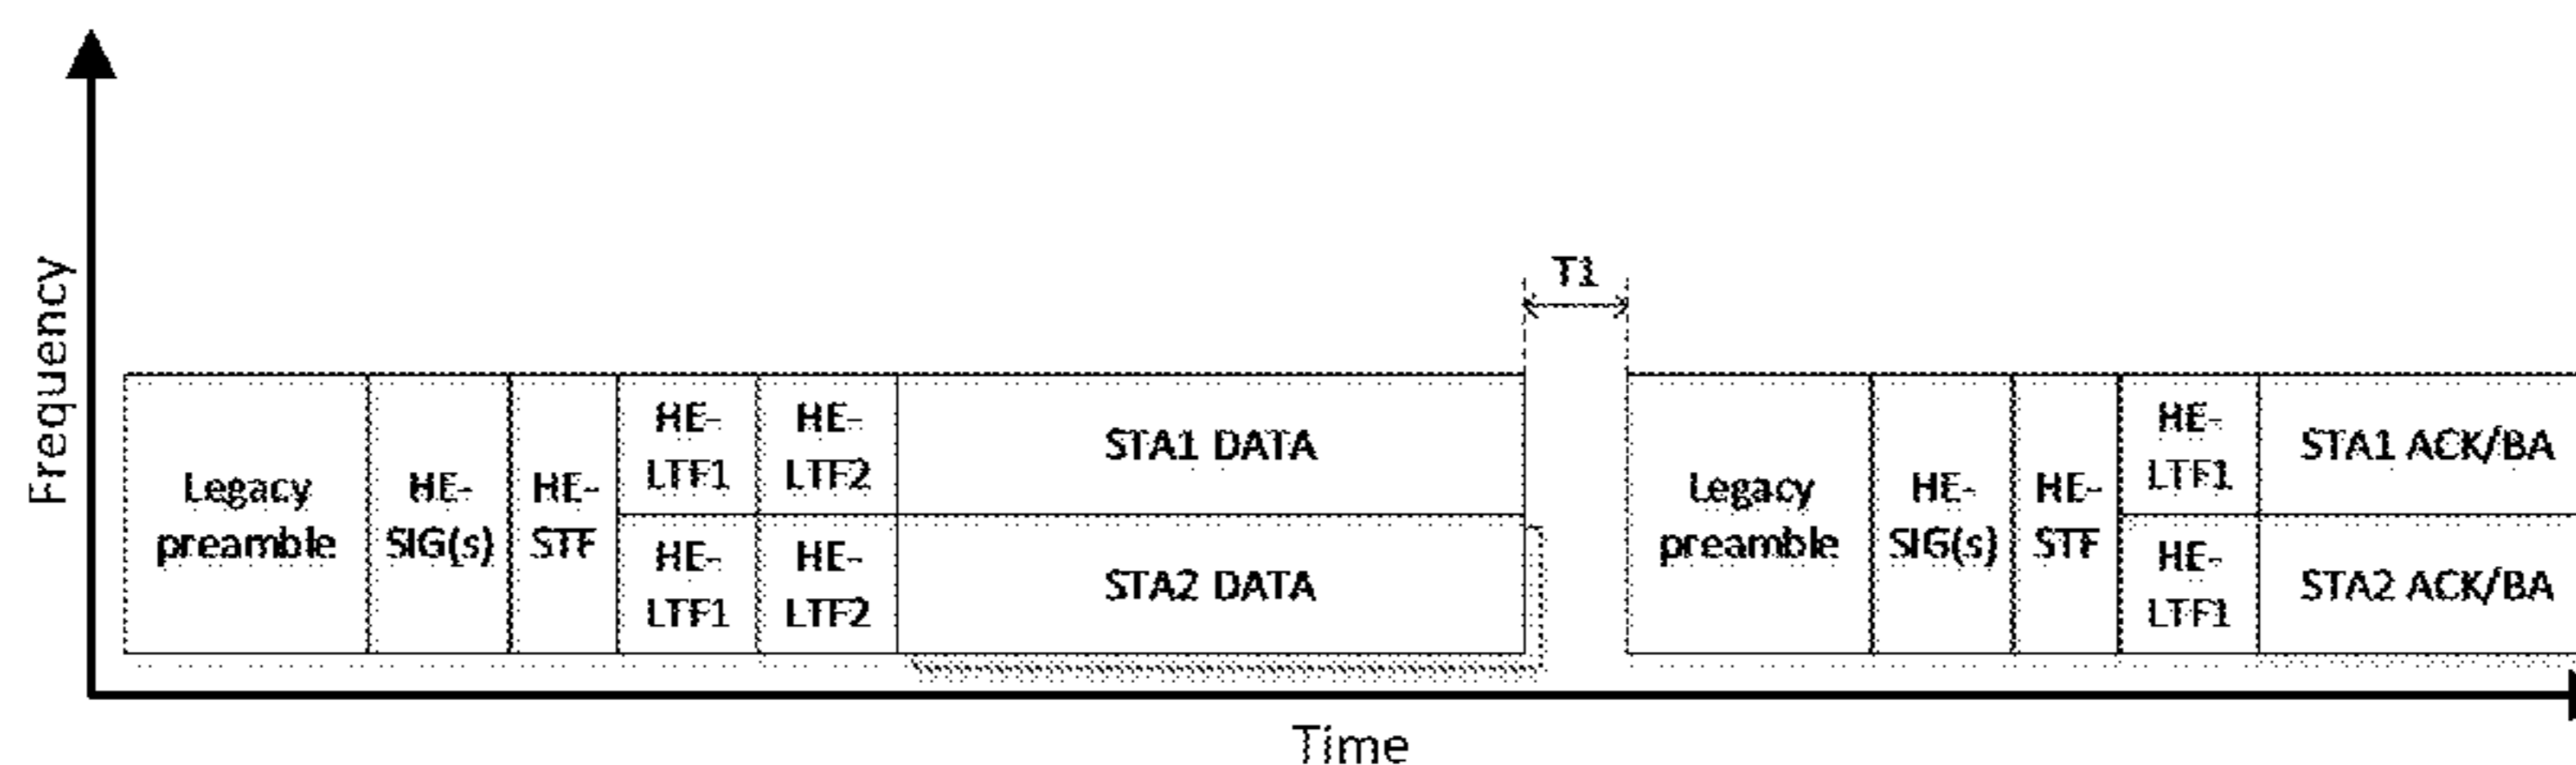 Frequency
T1
Legacy
preamble
HE-
SIG(s)
HE-
STF
HE-
LTF1
HE-
LTF2
STA1 DATA
HE-
LTF1
HE-
LTF2
STA2 DATA
Legacy
preamble
HE-
SIG(s)
HE-
STF
HE-
LTF1
STA1 ACK/BA
HE-
LTF1
STA2 ACK/BA
Time